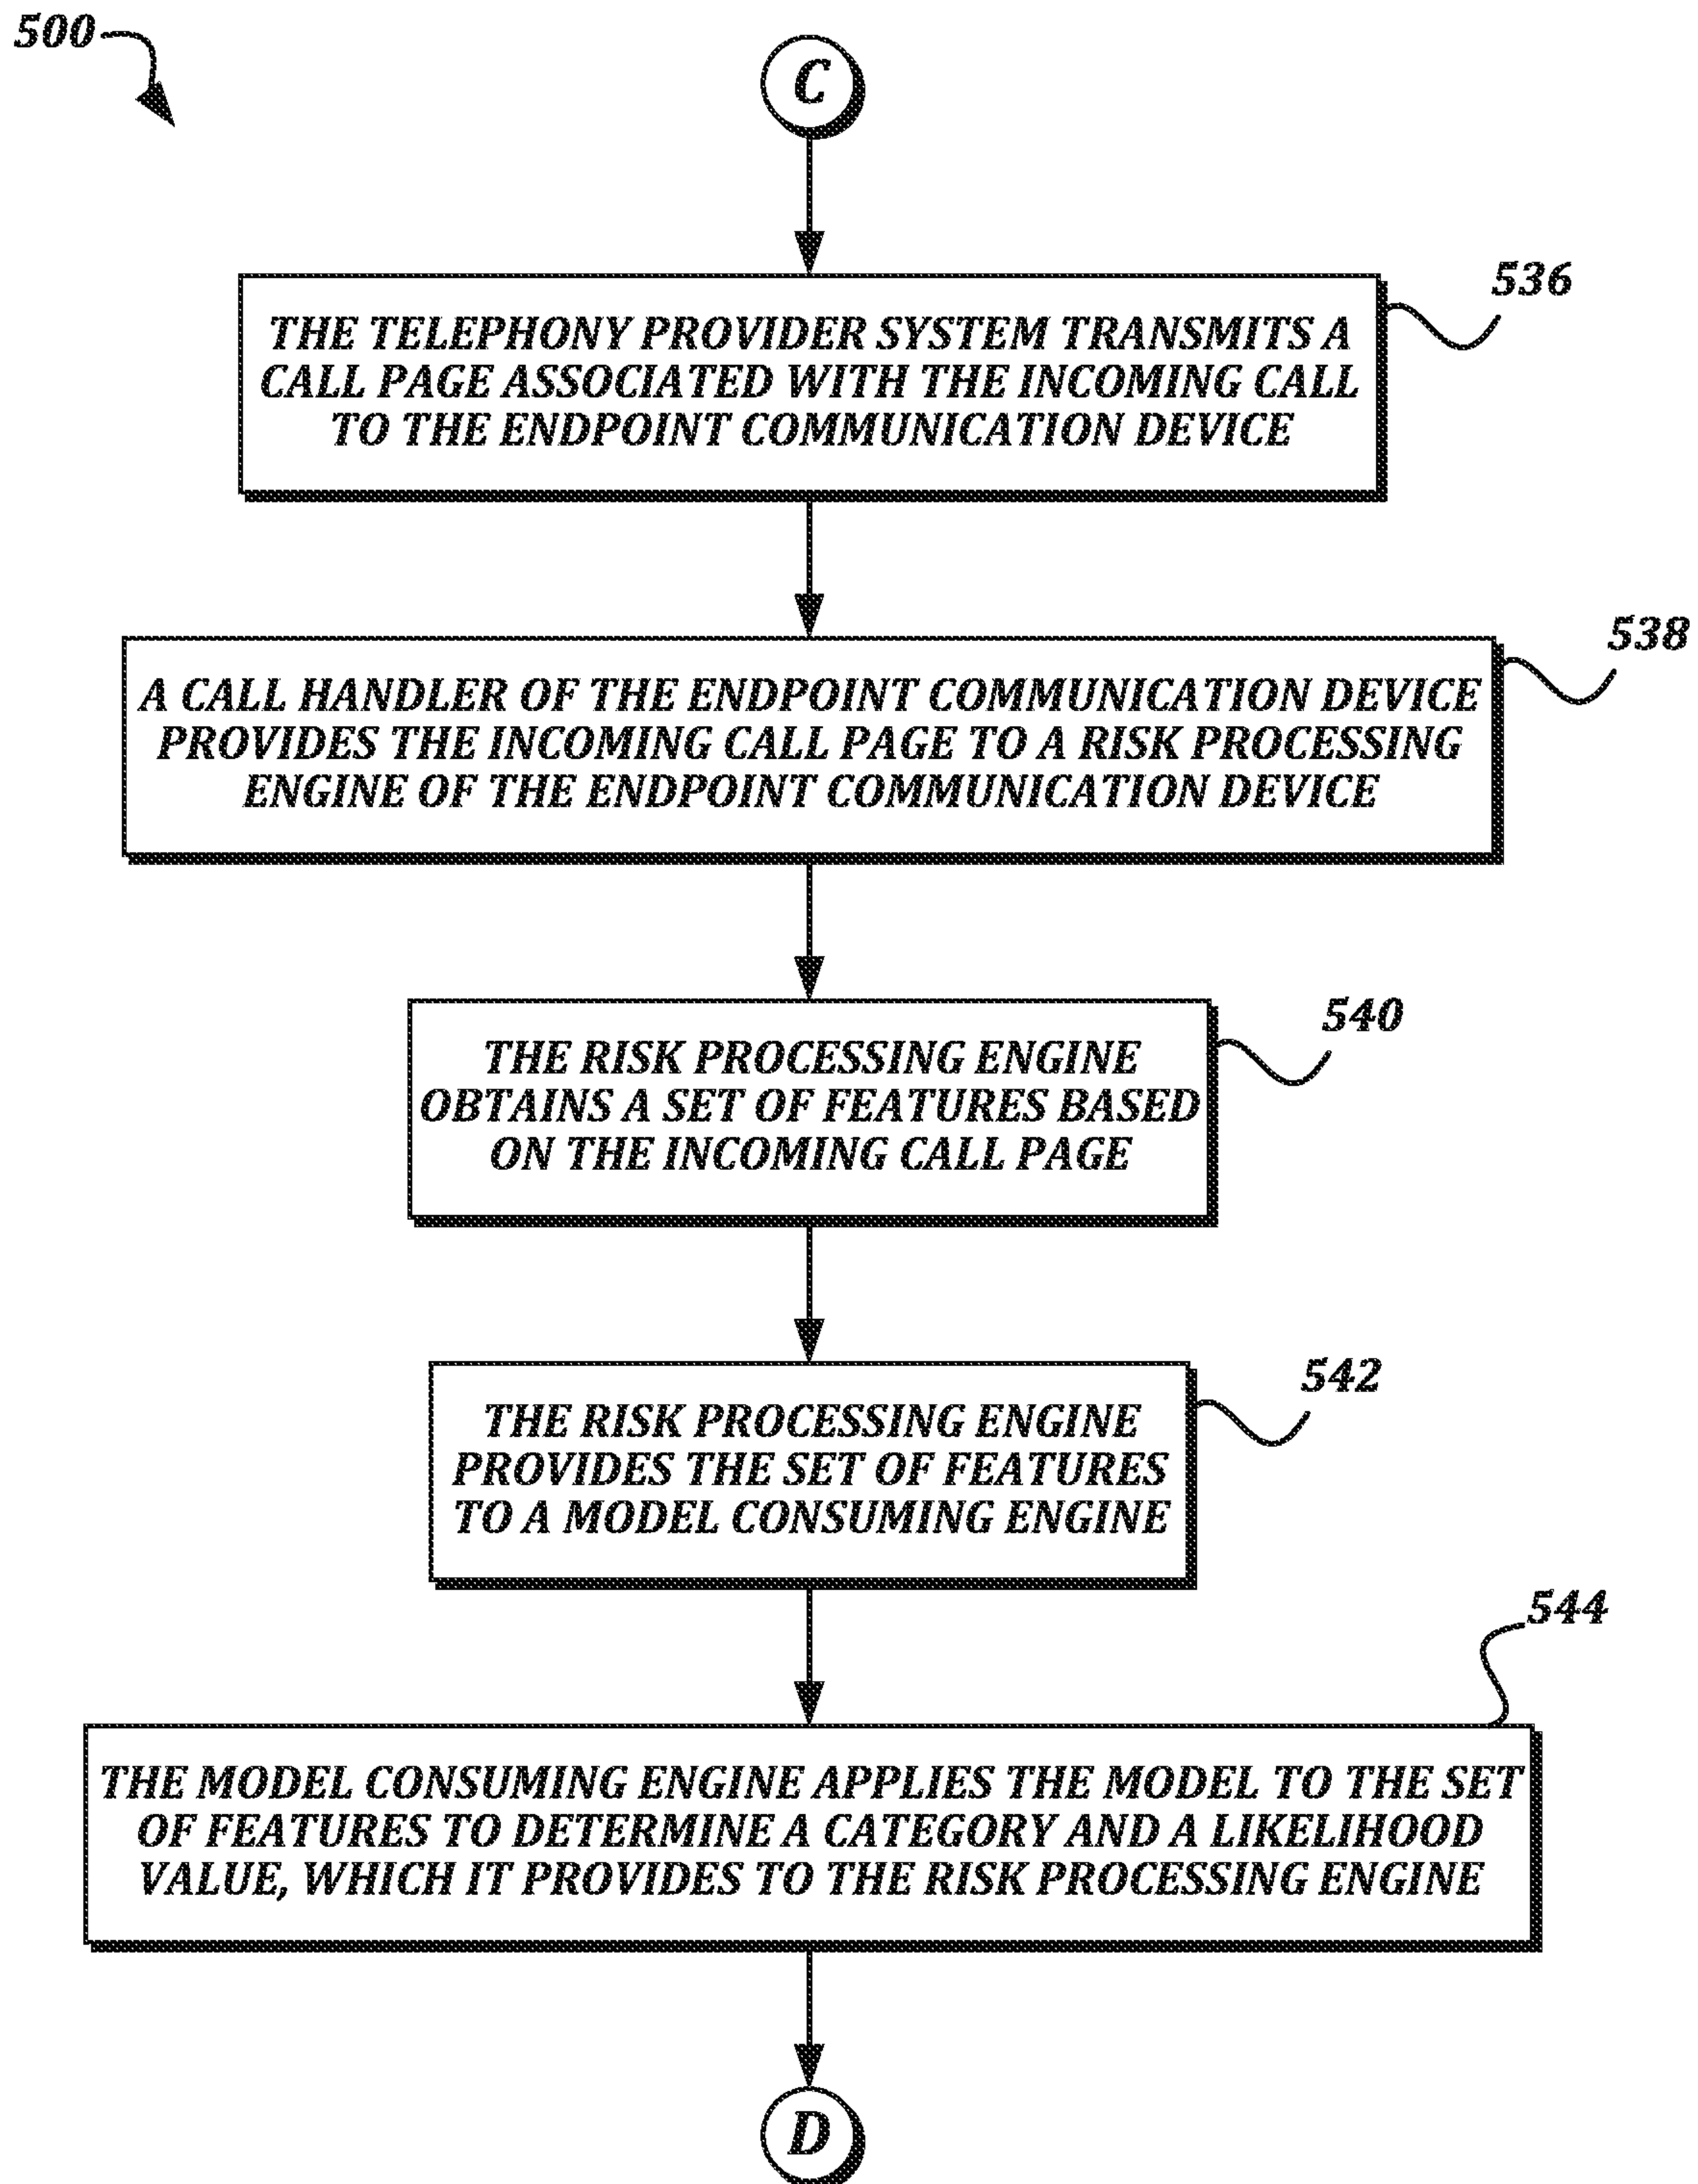 500
C
536
THE TELEPHONY PROVIDER SYSTEM TRANSMITS A
CALL PAGE ASSOCIATED WITH THE INCOMING CALL
TO THE ENDPOINT COMMUNICATION DEVICE
538
A CALL HANDLER OF THE ENDPOINT COMMUNICATION DEVICE
PROVIDES THE INCOMING CALL PAGE TO A RISK PROCESSING
ENGINE OF THE ENDPOINT COMMUNICATION DEVICE
540
THE RISK PROCESSING ENGINE
OBTAINS A SET OF FEATURES BASED
ON THE INCOMING CALL PAGE
542
THE RISK PROCESSING ENGINE
PROVIDES THE SET OF FEATURES
TO A MODEL CONSUMING ENGINE
544
THE MODEL CONSUMING ENGINE APPLIES THE MODEL TO THE SET
OF FEATURES TO DETERMINE A CATEGORY AND A LIKELIHOOD
VALUE, WHICH IT PROVIDES TO THE RISK PROCESSING ENGINE
D